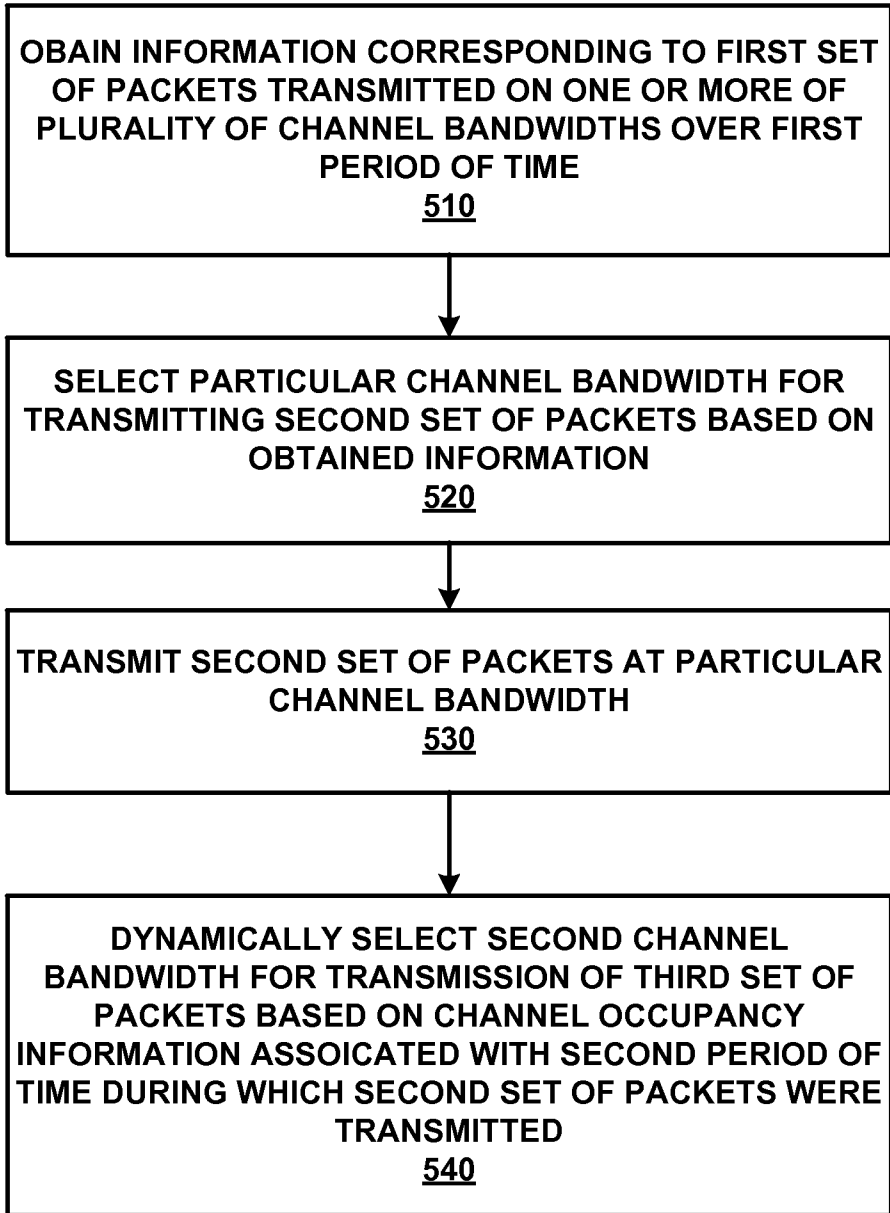 OBAIN INFORMATION CORRESPONDING TO FIRST SET
OF PACKETS TRANSMITTED ON ONE OR MORE OF
PLURALITY OF CHANNEL BANDWIDTHS OVER FIRST
PERIOD OF TIME
510
SELECT PARTICULAR CHANNEL BANDWIDTH FOR
TRANSMITTING SECOND SET OF PACKETS BASED ON
OBTAINED INFORMATION
520
TRANSMIT SECOND SET OF PACKETS AT PARTICULAR
CHANNEL BANDWIDTH
530
DYNAMICALLY SELECT SECOND CHANNEL
BANDWIDTH FOR TRANSMISSION OF THIRD SET OF
PACKETS BASED ON CHANNEL OCCUPANCY
INFORMATION ASSOICATED WITH SECOND PERIOD OF
TIME DURING WHICH SECOND SET OF PACKETS WERE
TRANSMITTED
540